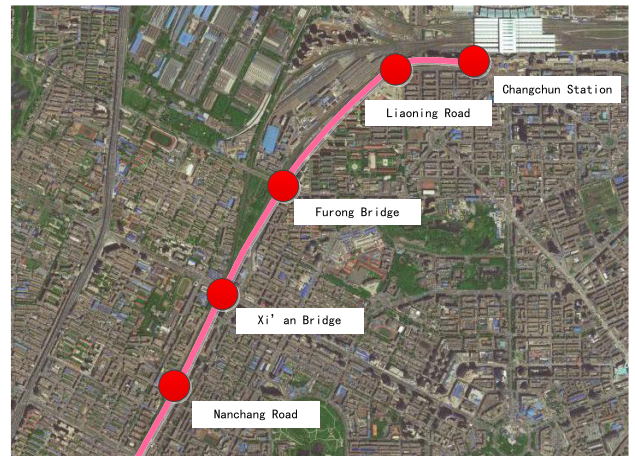 Changchun Station
Liaoning Road
Furong Bridge
Xi’an Bridge
Nanchang Road